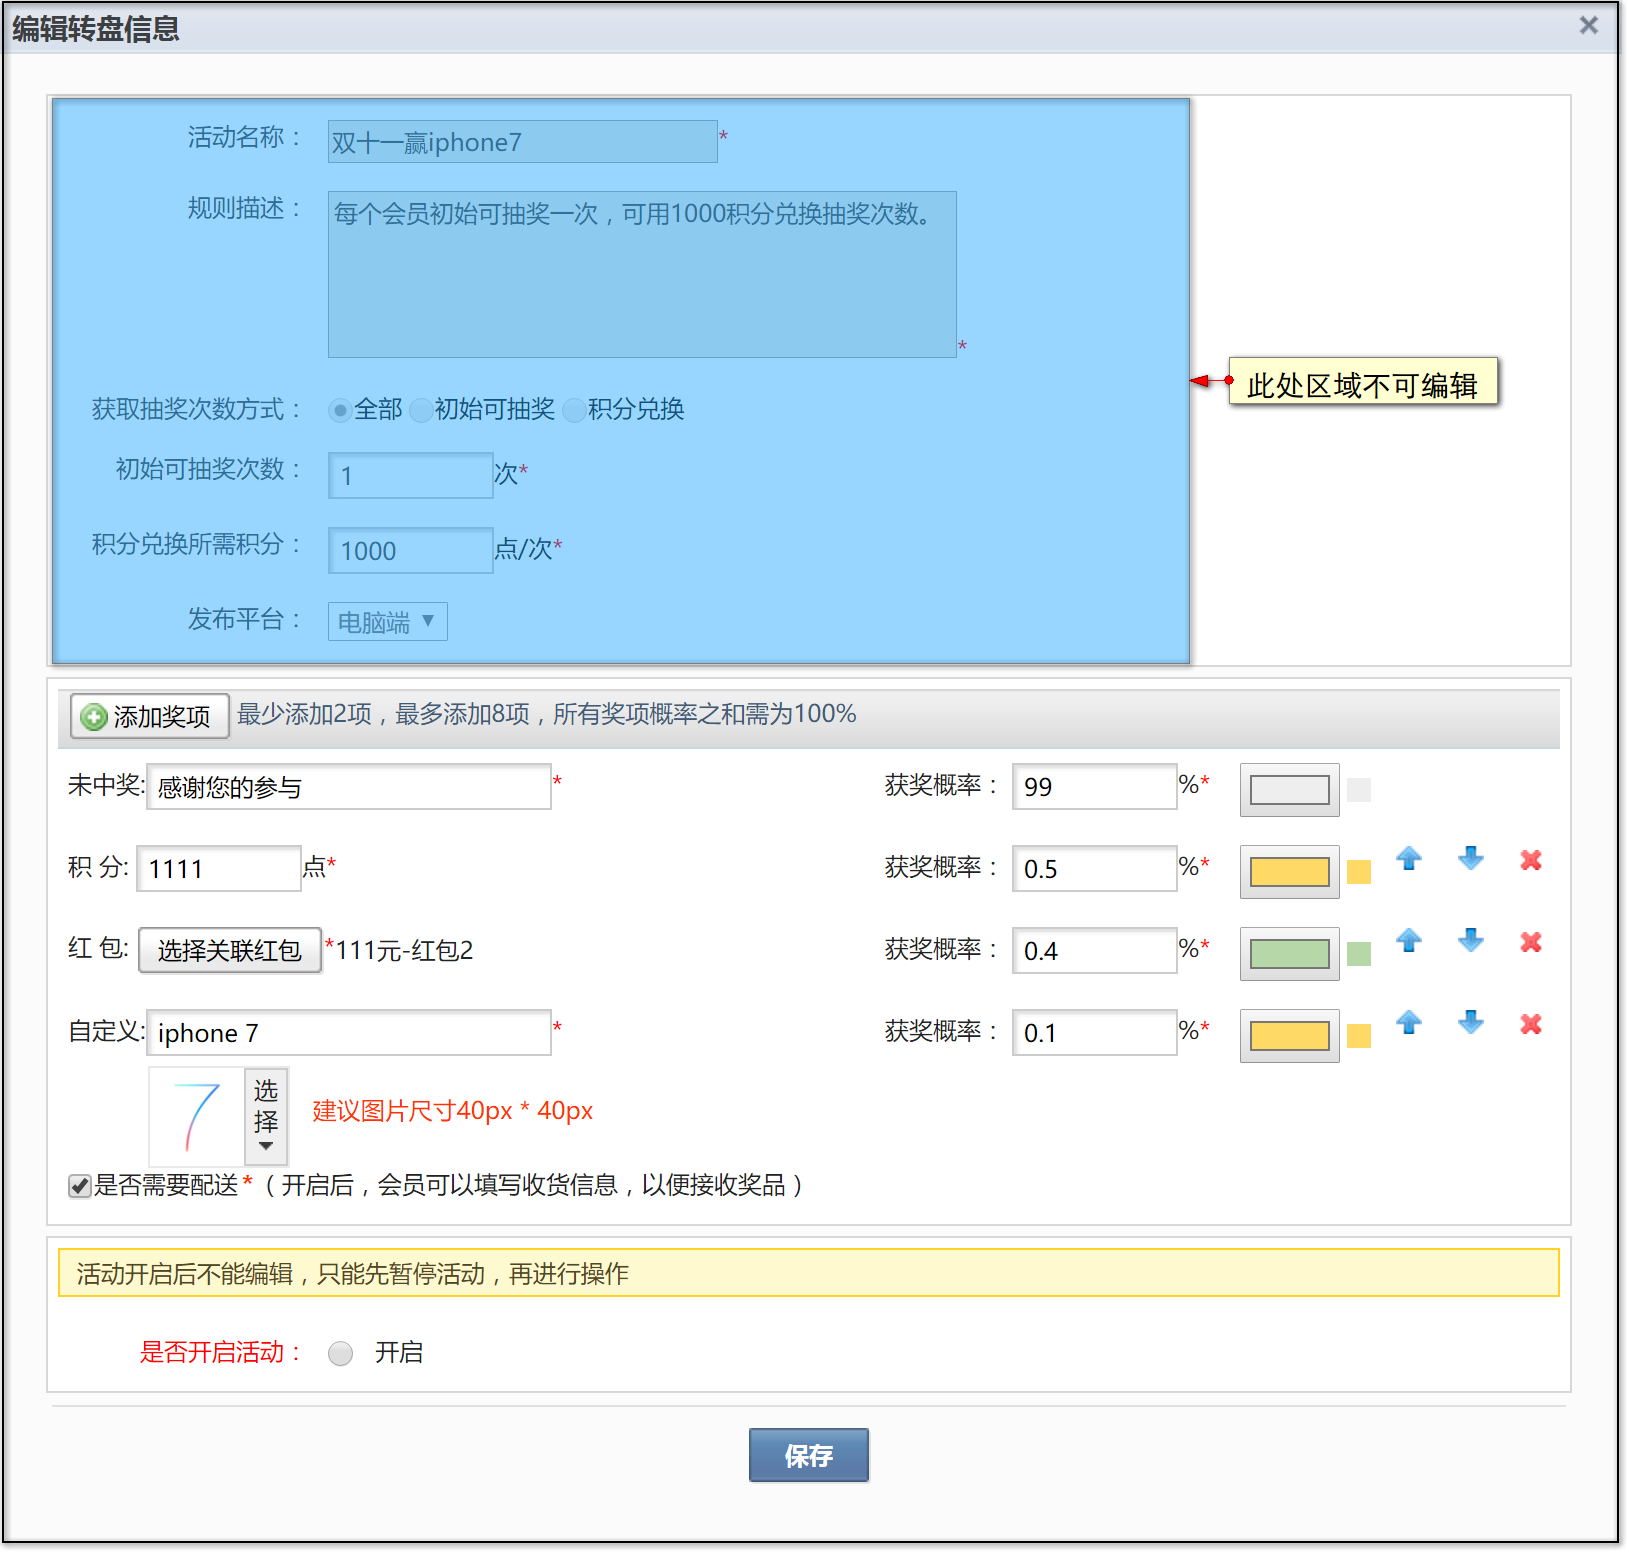 编辑转盘信息
活动名称： 双十一赢iphone7 *
规则描述： 每个会员初始可抽奖一次，可用1000积分兑换抽奖次数。
*
此处区域不可编辑
获取抽奖次数方式： 全部 初始可抽奖 积分兑换
初始可抽奖次数： 1 次*
积分兑换所需积分： 1000 点/次*
发布平台： 电脑端
添加奖项 最少添加2项，最多添加8项，所有奖项概率之和需为100%
未中奖: 感谢您的参与 * 获奖概率： 99 %*
积 分: 1111 点* 获奖概率： 0.5 %*
红 包: 选择关联红包 *111元-红包2 获奖概率： 0.4 %*
自定义: iphone 7 * 获奖概率： 0.1 %*
7 选择 建议图片尺寸40px * 40px
是否需要配送*（开启后，会员可以填写收货信息，以便接收奖品）
活动开启后不能编辑，只能先暂停活动，再进行操作
是否开启活动： 开启
保存